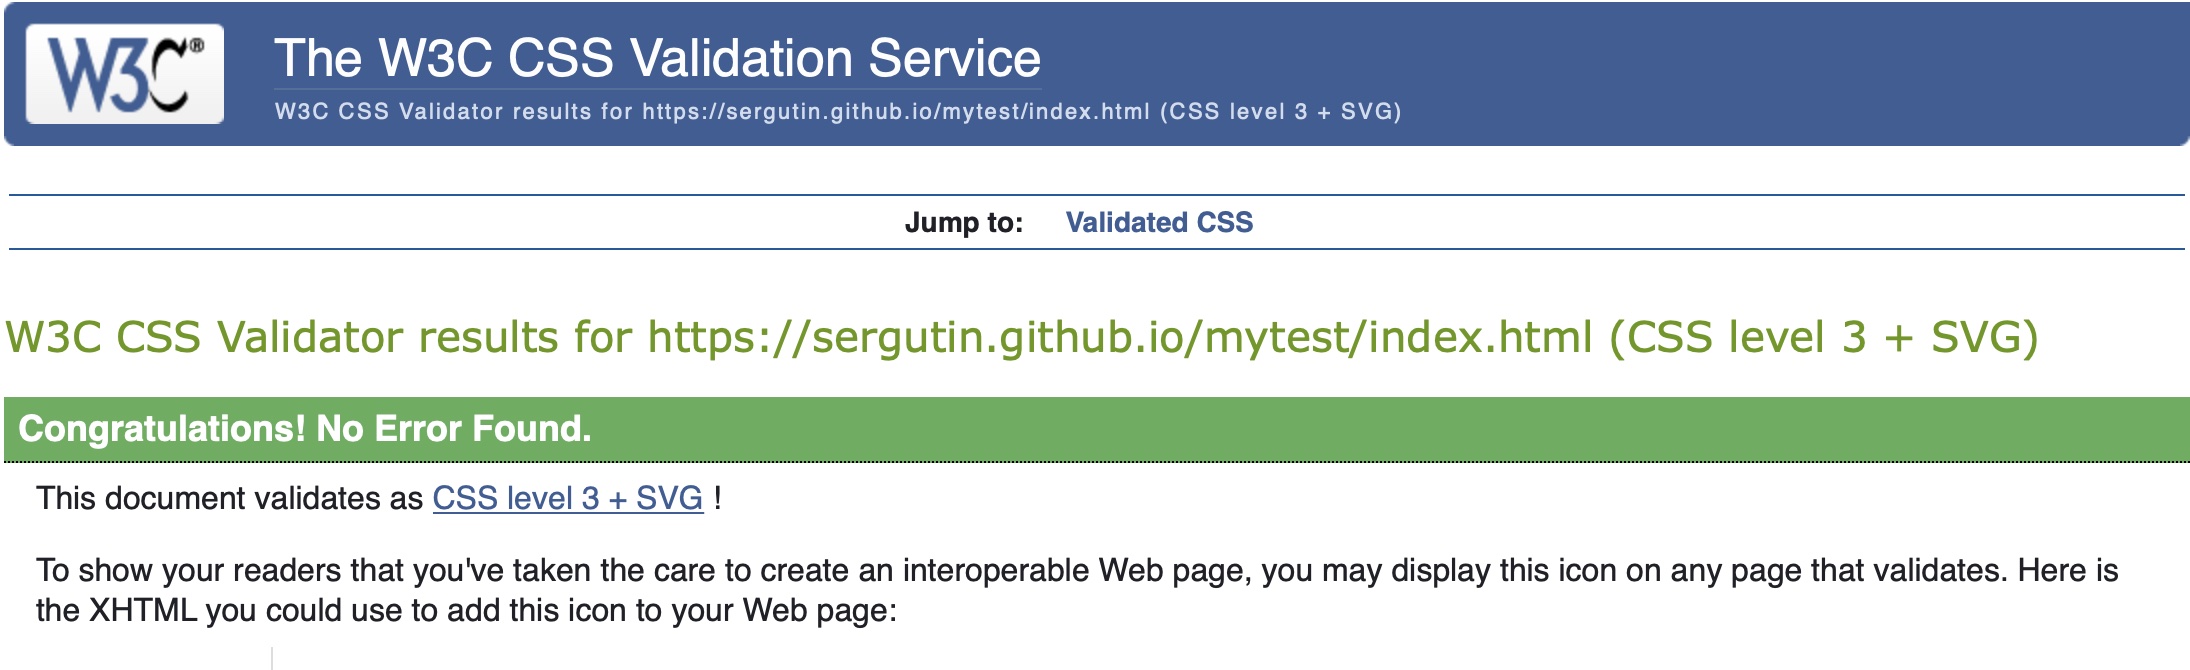 W3C®
The W3C CSS Validation Service
W3C CSS Validator results for https://sergutin.github.io/mytest/index.html (CSS level 3 + SVG)
Jump to: Validated CSS
W3C CSS Validator results for https://sergutin.github.io/mytest/index.html (CSS level 3 + SVG)
Congratulations! No Error Found.
This document validates as CSS level 3 + SVG !
To show your readers that you've taken the care to create an interoperable Web page, you may display this icon on any page that validates. Here is
the XHTML you could use to add this icon to your Web page: